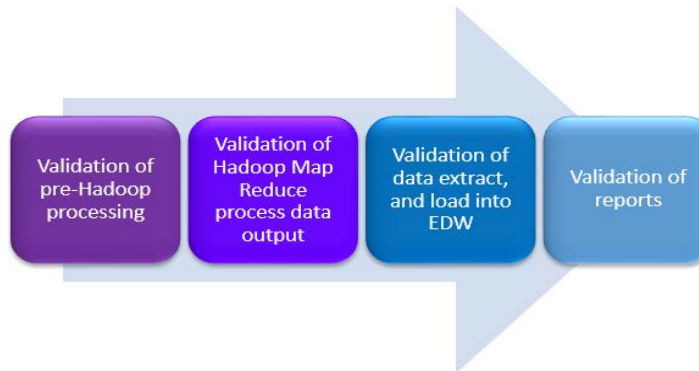 Validation of
pre-Hadoop
processing
Validation of
Hadoop Map
Reduce
process data
output
Validation of
data extract,
and load into
EDW
Validation of
reports